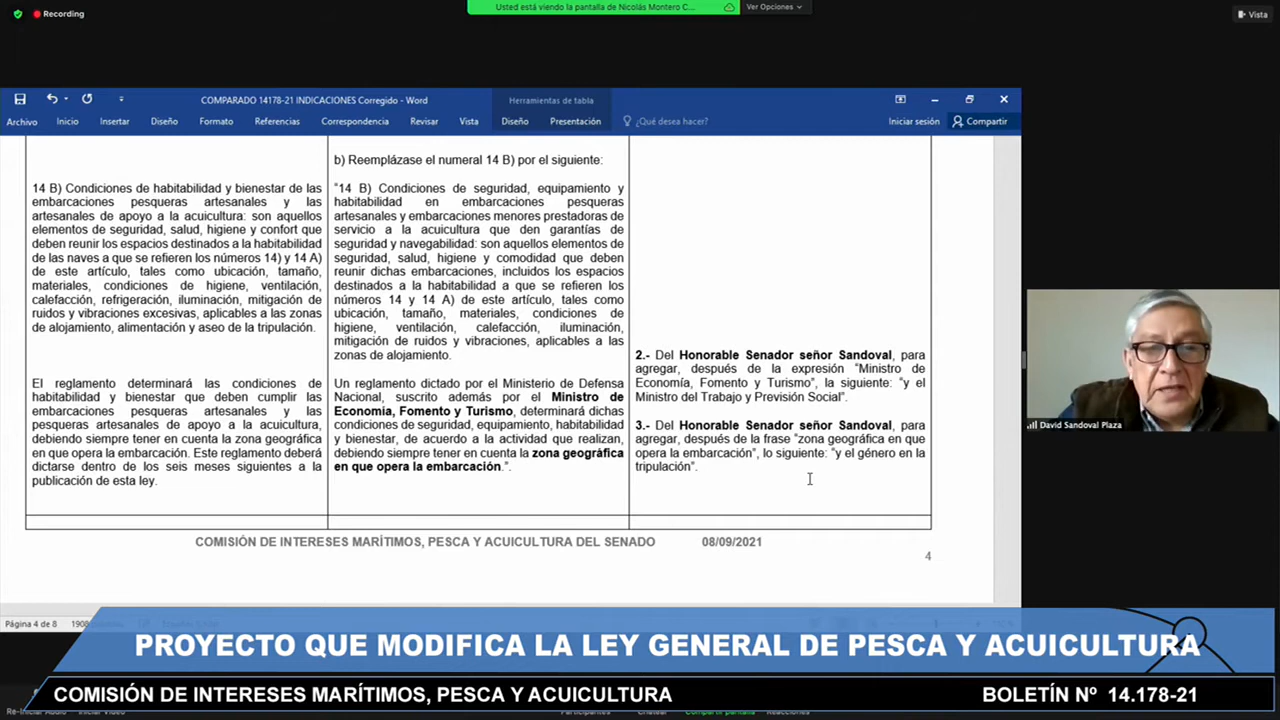 Recording
Usted está viendo la pantalla de Nicolás Montero C...
Ver Opciones
Vista
COMPARADO 14178-21 INDICACIONES Corregido - Word
Herramientas de tabla
Archivo Inicio Insertar Diseño Formato Referencias Correspondencia Revisar Vista Diseño Presentación ¿Qué desea hacer? Iniciar sesión Compartir
14 B) Condiciones de habitabilidad y bienestar de las
embarcaciones pesqueras artesanales y las
artesanales de apoyo a la acuicultura: son aquellos
elementos de seguridad, salud, higiene y confort que
deben reunir los espacios destinados a la habitabilidad
de las naves a que se refieren los números 14) y 14 A)
de este artículo, tales como ubicación, tamaño,
materiales, condiciones de higiene, ventilación,
calefacción, refrigeración, iluminación, mitigación de
ruidos y vibraciones excesivas, aplicables a las zonas
de alojamiento, alimentación y aseo de la tripulación.
El reglamento determinará las condiciones de
habitabilidad y bienestar que deben cumplir las
embarcaciones pesqueras artesanales y las
pesqueras artesanales de apoyo a la acuicultura,
debiendo siempre tener en cuenta la zona geográfica
en que opera la embarcación. Este reglamento deberá
dictarse dentro de los seis meses siguientes a la
publicación de esta ley.
b) Reemplázase el numeral 14 B) por el siguiente:
"14 B) Condiciones de seguridad, equipamiento y
habitabilidad en embarcaciones pesqueras
artesanales y embarcaciones menores prestadoras de
servicio a la acuicultura que den garantías de
seguridad y navegabilidad: son aquellos elementos de
seguridad, salud, higiene y comodidad que deben
reunir dichas embarcaciones, incluidos los espacios
destinados a la habitabilidad a que se refieren los
números 14 y 14 A) de este artículo, tales como
ubicación, tamaño, materiales, condiciones de
higiene, ventilación, calefacción, iluminación,
mitigación de ruidos y vibraciones, aplicables a las
zonas de alojamiento.
Un reglamento dictado por el Ministerio de Defensa
Nacional, suscrito además por el Ministro de
Economía, Fomento y Turismo, determinará dichas
condiciones de seguridad, equipamiento, habitabilidad
y bienestar, de acuerdo a la actividad que realizan,
debiendo siempre tener en cuenta la zona geográfica
en que opera la embarcación.".
2.- Del Honorable Senador señor Sandoval, para
agregar, después de la expresión "Ministro de
Economía, Fomento y Turismo", la siguiente: "y el
Ministro del Trabajo y Previsión Social".
3.- Del Honorable Senador señor Sandoval, para
agregar, después de la frase "zona geográfica en que
opera la embarcación", lo siguiente: "y el género en la
tripulación".
COMISIÓN DE INTERESES MARÍTIMOS, PESCA Y ACUICULTURA DEL SENADO 08/09/2021
4
David Sandoval Plaza
Página 4 de 8
PROYECTO QUE MODIFICA LA LEY GENERAL DE PESCA Y ACUICULTURA
COMISIÓN DE INTERESES MARÍTIMOS, PESCA Y ACUICULTURA
BOLETÍN Nº 14.178-21